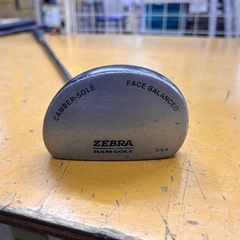 CAMBER-SOLE FACE BALANCED
ZEBRA
RAM GOLF
USA